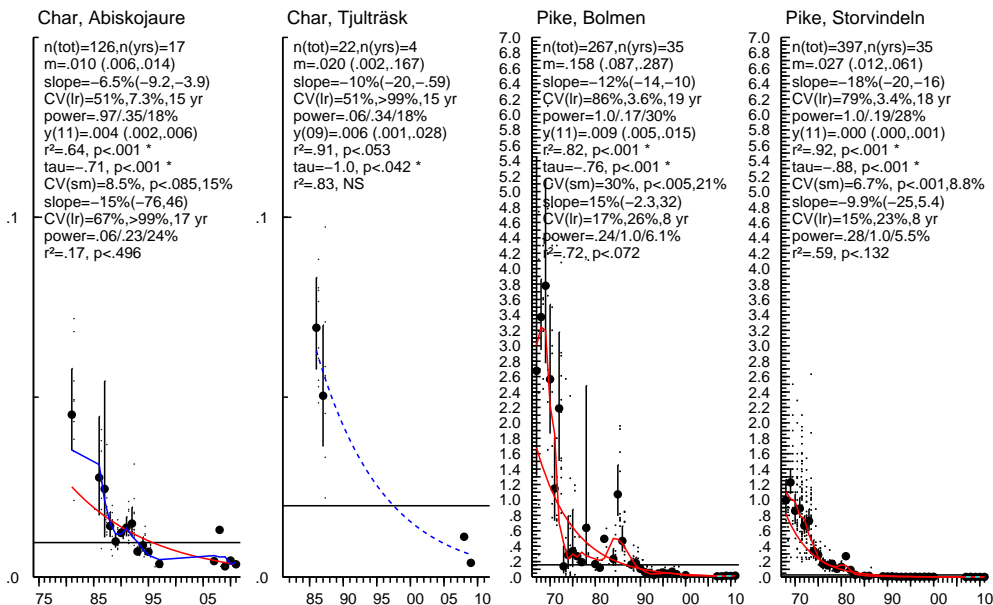 Char, Abiskojaure
n(tot)=126,n(yrs)=17
m=.010 (.006,.014)
slope=−6.5%(−9.2,−3.9)
CV(lr)=51%,7.3%,15 yr
power=.97/.35/18%
y(11)=.004 (.002,.006)
r²=.64, p<.001 *
tau=−.71, p<.001 *
CV(sm)=8.5%, p<.085,15%
slope=−15%(−76,46)
CV(lr)=67%,>99%,17 yr
power=.06/.23/24%
r²=.17, p<.496
.1
.0
75 85 95 05
Char, Tjulträsk
n(tot)=22,n(yrs)=4
m=.020 (.002,.167)
slope=−10%(−20,−.59)
CV(lr)=51%,>99%,15 yr
power=.06/.34/18%
y(09)=.006 (.001,.028)
r²=.91, p<.053
tau=−1.0, p<.042 *
r²=.83, NS
.1
.0
85 90 95 00 05 10
Pike, Bolmen
n(tot)=267,n(yrs)=35
m=.158 (.087,.287)
slope=−12%(−14,−10)
CV(lr)=86%,3.6%,19 yr
power=1.0/.17/30%
y(11)=.009 (.005,.015)
r²=.82, p<.001 *
tau=−.76, p<.001 *
CV(sm)=30%, p<.005,21%
slope=15%(−2.3,32)
CV(lr)=17%,26%,8 yr
power=.24/1.0/6.1%
r²=.72, p<.072
7.0
6.8
6.6
6.4
6.2
6.0
5.8
5.6
5.4
5.2
5.0
4.8
4.6
4.4
4.2
4.0
3.8
3.6
3.4
3.2
3.0
2.8
2.6
2.4
2.2
2.0
1.8
1.6
1.4
1.2
1.0
.8
.6
.4
.2
.0
70 80 90 00 10
Pike, Storvindeln
n(tot)=397,n(yrs)=35
m=.027 (.012,.061)
slope=−18%(−20,−16)
CV(lr)=79%,3.4%,18 yr
power=1.0/.19/28%
y(11)=.000 (.000,.001)
r²=.92, p<.001 *
tau=−.88, p<.001 *
CV(sm)=6.7%, p<.001,8.8%
slope=−9.9%(−25,5.4)
CV(lr)=15%,23%,8 yr
power=.28/1.0/5.5%
r²=.59, p<.132
7.0
6.8
6.6
6.4
6.2
6.0
5.8
5.6
5.4
5.2
5.0
4.8
4.6
4.4
4.2
4.0
3.8
3.6
3.4
3.2
3.0
2.8
2.6
2.4
2.2
2.0
1.8
1.6
1.4
1.2
1.0
.8
.6
.4
.2
.0
70 80 90 00 10